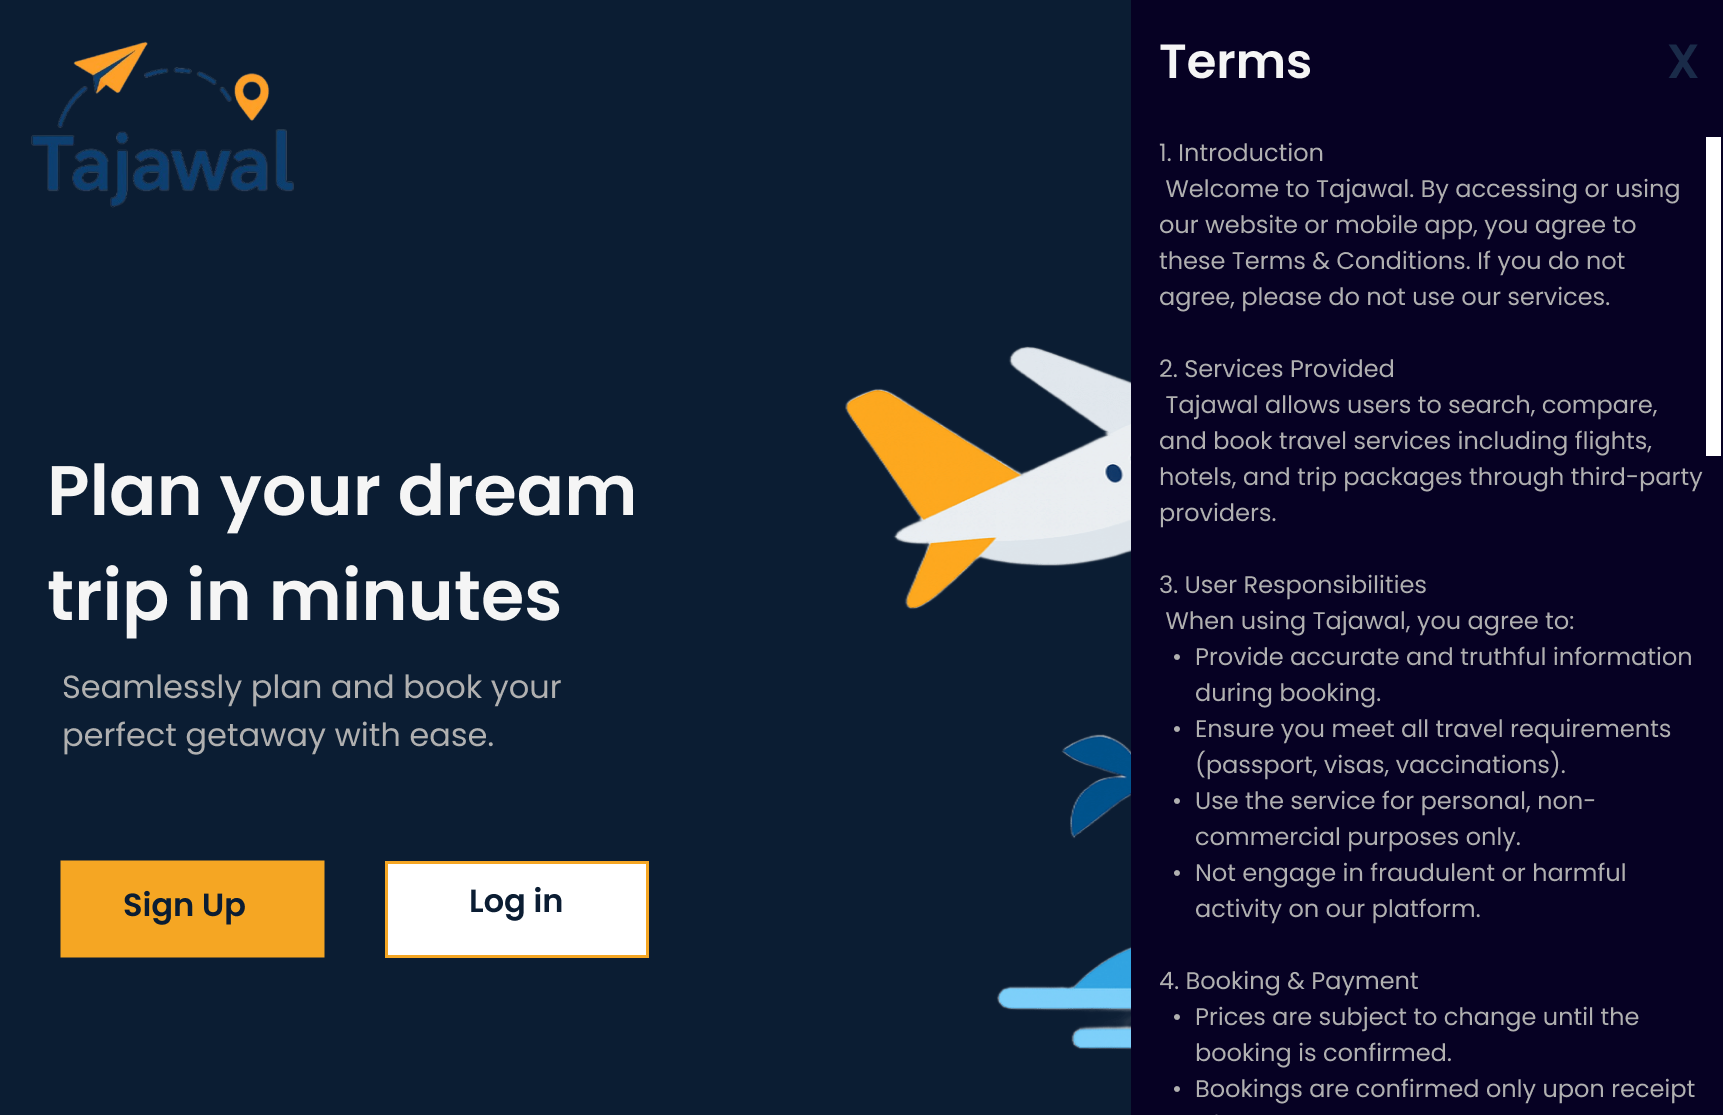 Tajawal
Plan your dream
trip in minutes
Seamlessly plan and book your
perfect getaway with ease.
Sign Up
Log in
Terms
X
1. Introduction
Welcome to Tajawal. By accessing or using
our website or mobile app, you agree to
these Terms & Conditions. If you do not
agree, please do not use our services.
2. Services Provided
Tajawal allows users to search, compare,
and book travel services including flights,
hotels, and trip packages through third-party
providers.
3. User Responsibilities
When using Tajawal, you agree to:
• Provide accurate and truthful information
during booking.
• Ensure you meet all travel requirements
(passport, visas, vaccinations).
• Use the service for personal, non-
commercial purposes only.
• Not engage in fraudulent or harmful
activity on our platform.
4. Booking & Payment
• Prices are subject to change until the
booking is confirmed.
• Bookings are confirmed only upon receipt